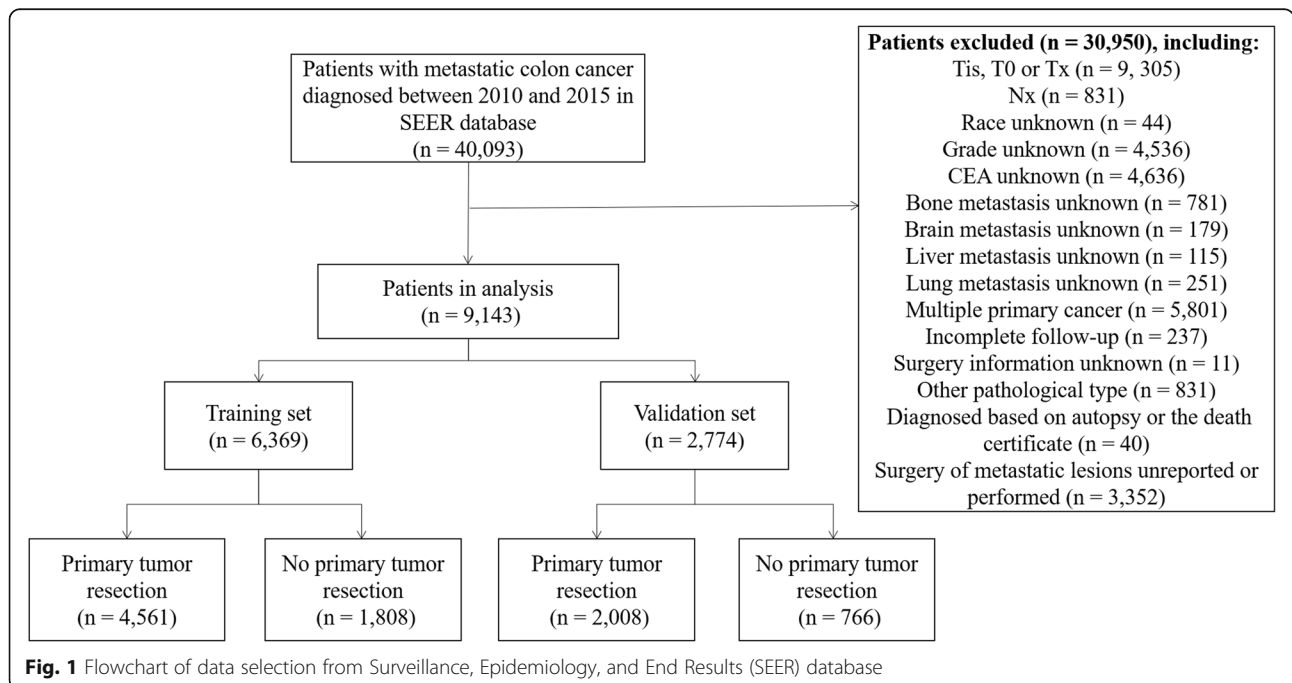 Patients with metastatic colon cancer
diagnosed between 2010 and 2015 in
SEER database
(n = 40,093)
Patients excluded (n = 30,950), including:
Tis, T0 or Tx (n = 9, 305)
Nx (n = 831)
Race unknown (n = 44)
Grade unknown (n = 4,536)
CEA unknown (n = 4,636)
Bone metastasis unknown (n = 781)
Brain metastasis unknown (n = 179)
Liver metastasis unknown (n = 115)
Lung metastasis unknown (n = 251)
Multiple primary cancer (n = 5,801)
Incomplete follow-up (n = 237)
Surgery information unknown (n = 11)
Other pathological type (n = 831)
Diagnosed based on autopsy or the death
certificate (n = 40)
Surgery of metastatic lesions unreported or
performed (n = 3,352)
Patients in analysis
(n = 9,143)
Training set
(n = 6,369)
Validation set
(n = 2,774)
Primary tumor
resection
(n = 4,561)
No primary tumor
resection
(n = 1,808)
Primary tumor
resection
(n = 2,008)
No primary tumor
resection
(n = 766)
Fig. 1 Flowchart of data selection from Surveillance, Epidemiology, and End Results (SEER) database